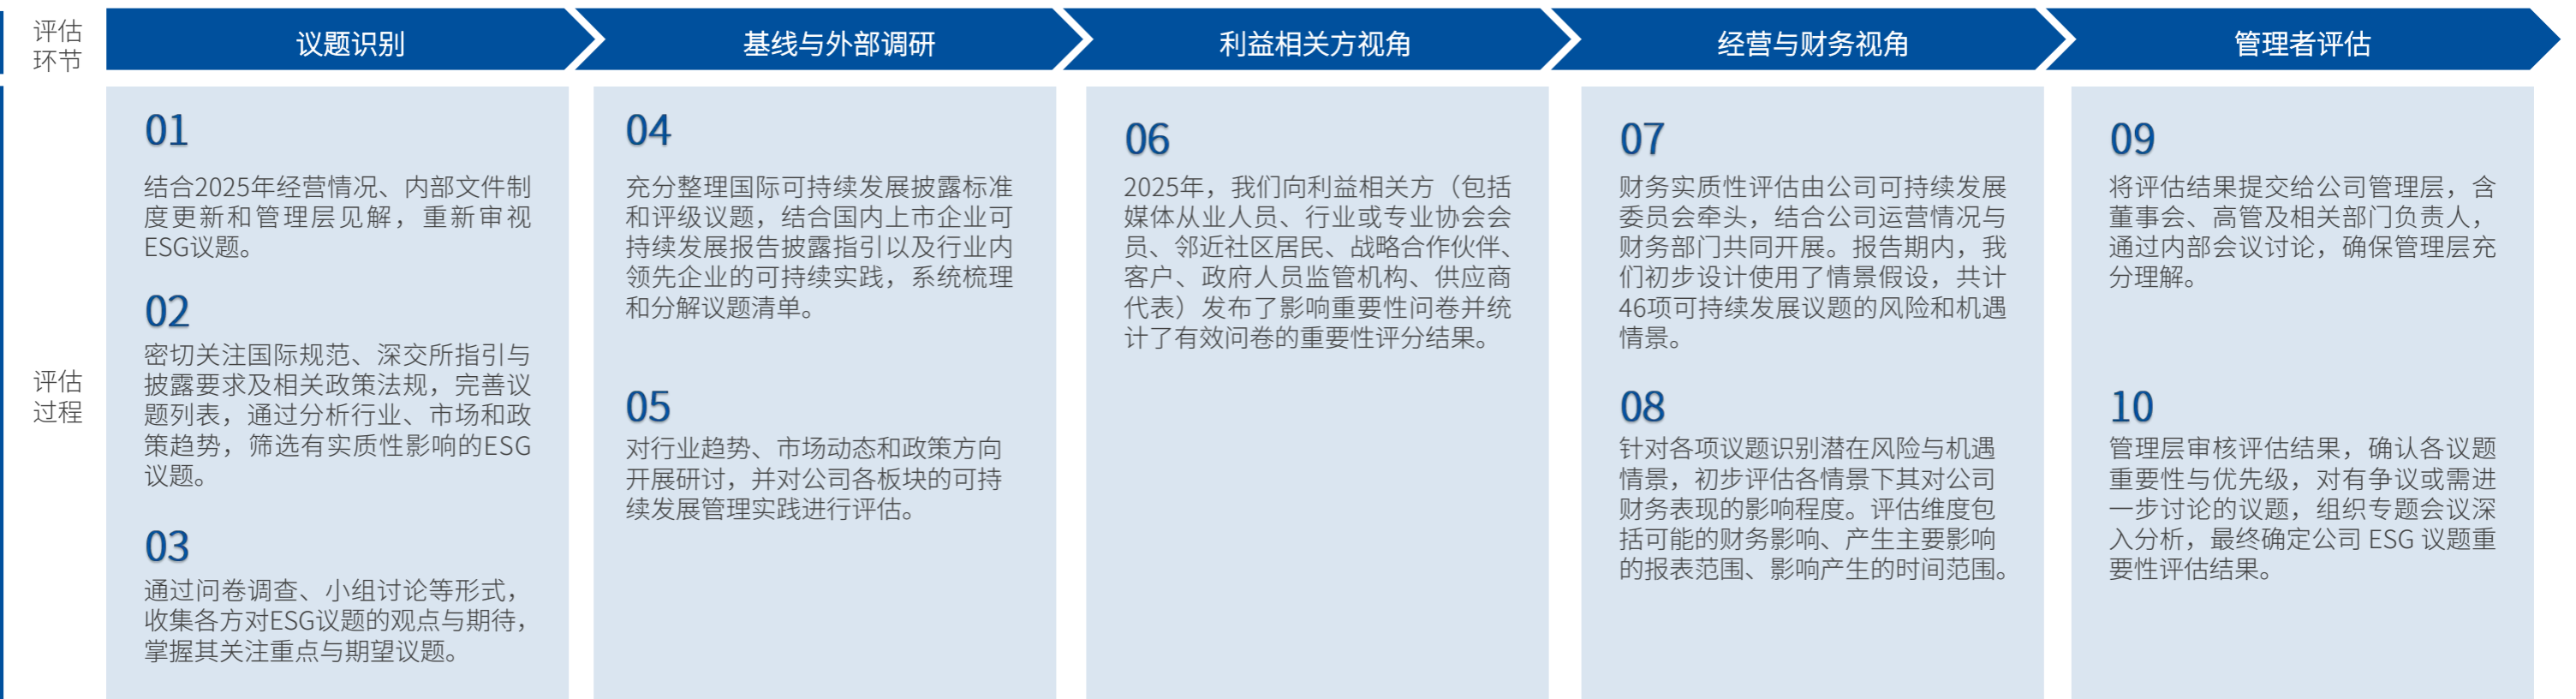 评估
环节
议题识别
基线与外部调研
利益相关方视角
经营与财务视角
管理者评估
评估
过程
01
结合2025年经营情况、内部文件制
度更新和管理层见解，重新审视
ESG议题。
02
密切关注国际规范、深交所指引与
披露要求及相关政策法规，完善议
题列表，通过分析行业、市场和政
策趋势，筛选有实质性影响的ESG
议题。
03
通过问卷调查、小组讨论等形式，
收集各方对ESG议题的观点与期待，
掌握其关注重点与期望议题。
04
充分整理国际可持续发展披露标准
和评级议题，结合国内上市企业可
持续发展报告披露指引以及行业内
领先企业的可持续实践，系统梳理
和分解议题清单。
05
对行业趋势、市场动态和政策方向
开展研讨，并对公司各板块的可持
续发展管理实践进行评估。
06
2025年，我们向利益相关方（包括
媒体从业人员、行业或专业协会会
员、邻近社区居民、战略合作伙伴、
客户、政府人员监管机构、供应商
代表）发布了影响重要性问卷并统
计了有效问卷的重要性评分结果。
07
财务实质性评估由公司可持续发展
委员会牵头，结合公司运营情况与
财务部门共同开展。报告期内，我
们初步设计使用了情景假设，共计
46项可持续发展议题的风险和机遇
情景。
08
针对各项议题识别潜在风险与机遇
情景，初步评估各情景下其对公司
财务表现的影响程度。评估维度包
括可能的财务影响、产生主要影响
的报表范围、影响产生的时间范围。
09
将评估结果提交给公司管理层，含
董事会、高管及相关部门负责人，
通过内部会议讨论，确保管理层充
分理解。
10
管理层审核评估结果，确认各议题
重要性与优先级，对有争议或需进
一步讨论的议题，组织专题会议深
入分析，最终确定公司 ESG 议题重
要性评估结果。